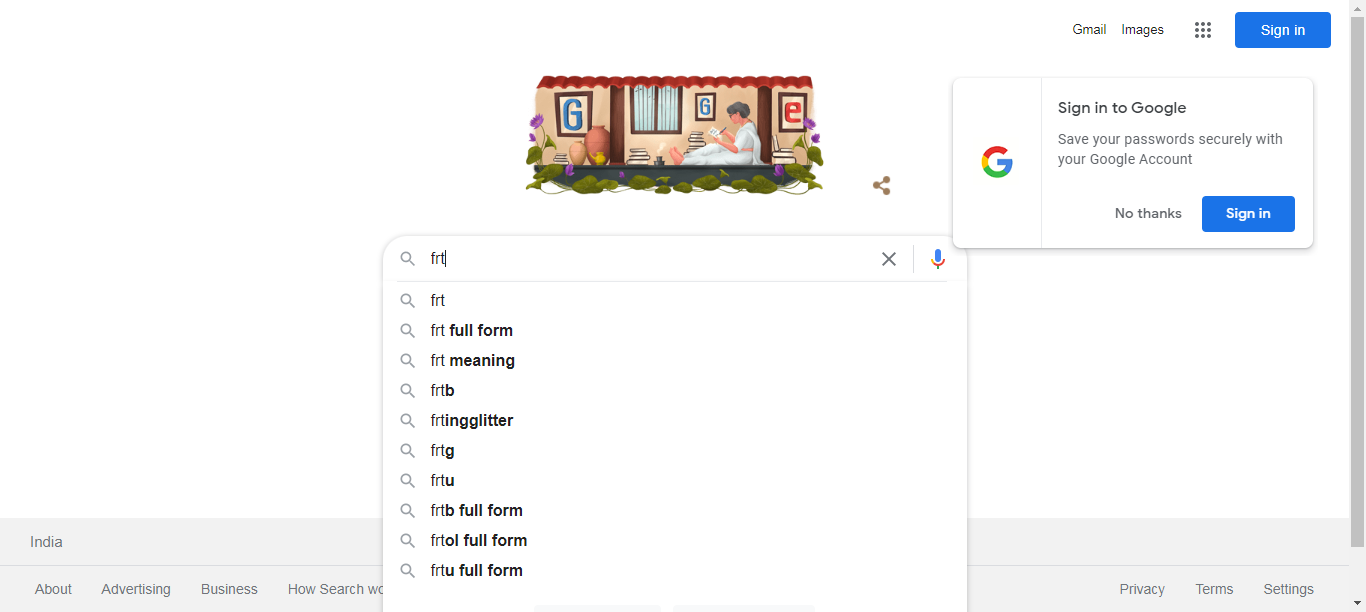 Gmail Images Sign in
G G e
Sign in to Google
Save your passwords securely with
your Google Account
No thanks Sign in
frt
frt
frt full form
frt meaning
frtb
frtingglitter
frtg
frtu
frtb full form
frtol full form
frtu full form
India
About Advertising Business How Search Privacy Terms Settings